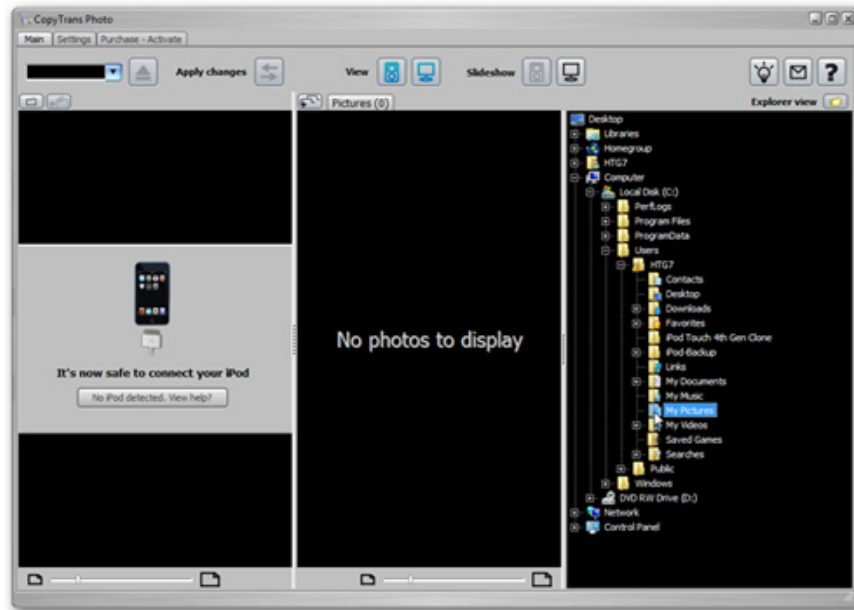 CopyTrans Photo
Main Settings Purchase - Activate
Apply changes View Slideshow ?
Pictures (0) Explorer view
Desktop
Libraries
Homegroup
HTG7
Computer
Local Disk (C:)
PerfLogs
Program Files
ProgramData
Users
HTG7
Contacts
Desktop
Downloads
Favorites
iPod Touch 4th Gen Clone
iPod-Backup
Links
My Documents
My Music
My Pictures
My Videos
Saved Games
Searches
Public
Windows
DVD RW Drive (D:)
Network
Control Panel
It's now safe to connect your iPod
No iPod detected. View help?
No photos to display